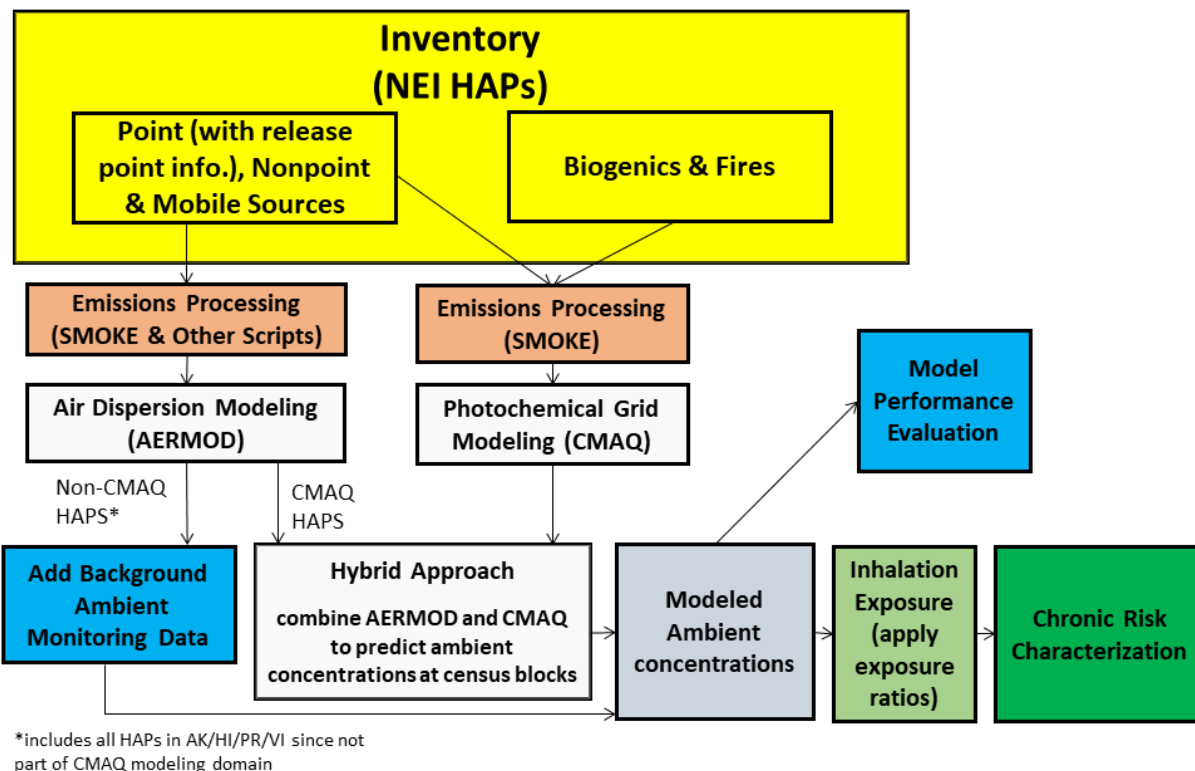 Inventory
(NEI HAPs)
Point (with release
point info.), Nonpoint
& Mobile Sources
Biogenics & Fires
Emissions Processing
(SMOKE & Other Scripts)
Emissions Processing
(SMOKE)
Air Dispersion Modeling
(AERMOD)
Photochemical Grid
Modeling (CMAQ)
Model
Performance
Evaluation
Non-CMAQ
HAPS*
CMAQ
HAPS
Add Background
Ambient
Monitoring Data
Hybrid Approach
combine AERMOD and CMAQ
to predict ambient
concentrations at census blocks
Modeled
Ambient
concentrations
Inhalation
Exposure
(apply
exposure
ratios)
Chronic Risk
Characterization
*includes all HAPs in AK/HI/PR/VI since not
part of CMAQ modeling domain